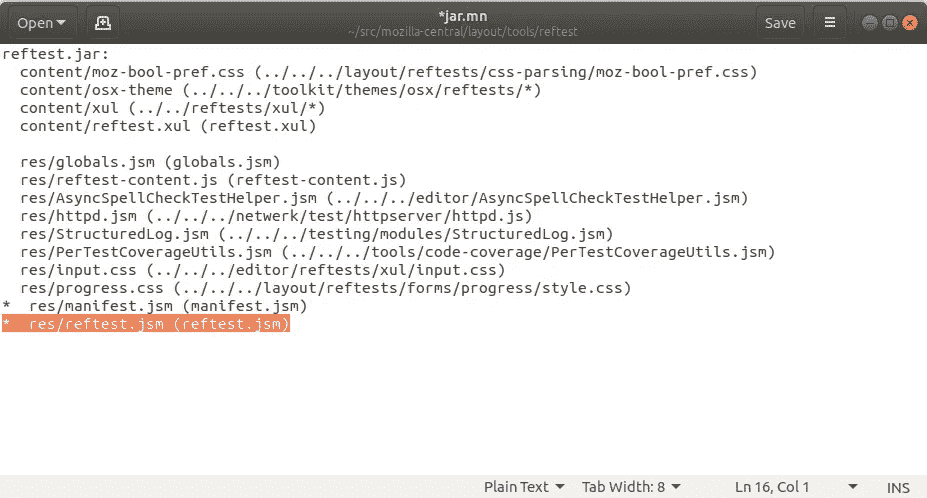 Open
*jar.mn
~/src/mozilla-central/layout/tools/reftest
Save
reftest.jar:
  content/moz-bool-pref.css (../../../layout/reftests/css-parsing/moz-bool-pref.css)
  content/osx-theme (../../../toolkit/themes/osx/reftests/*)
  content/xul (../../reftests/xul/*)
  content/reftest.xul (reftest.xul)

  res/globals.jsm (globals.jsm)
  res/reftest-content.js (reftest-content.js)
  res/AsyncSpellCheckTestHelper.jsm (../../../editor/AsyncSpellCheckTestHelper.jsm)
  res/httpd.jsm (../../../netwerk/test/httpserver/httpd.js)
  res/StructuredLog.jsm (../../../testing/modules/StructuredLog.jsm)
  res/PerTestCoverageUtils.jsm (../../../tools/code-coverage/PerTestCoverageUtils.jsm)
  res/input.css (../../../editor/reftests/xul/input.css)
  res/progress.css (../../../layout/reftests/forms/progress/style.css)
*  res/manifest.jsm (manifest.jsm)
*  res/reftest.jsm (reftest.jsm)
Plain Text Tab Width: 8 Ln 16, Col 1 INS